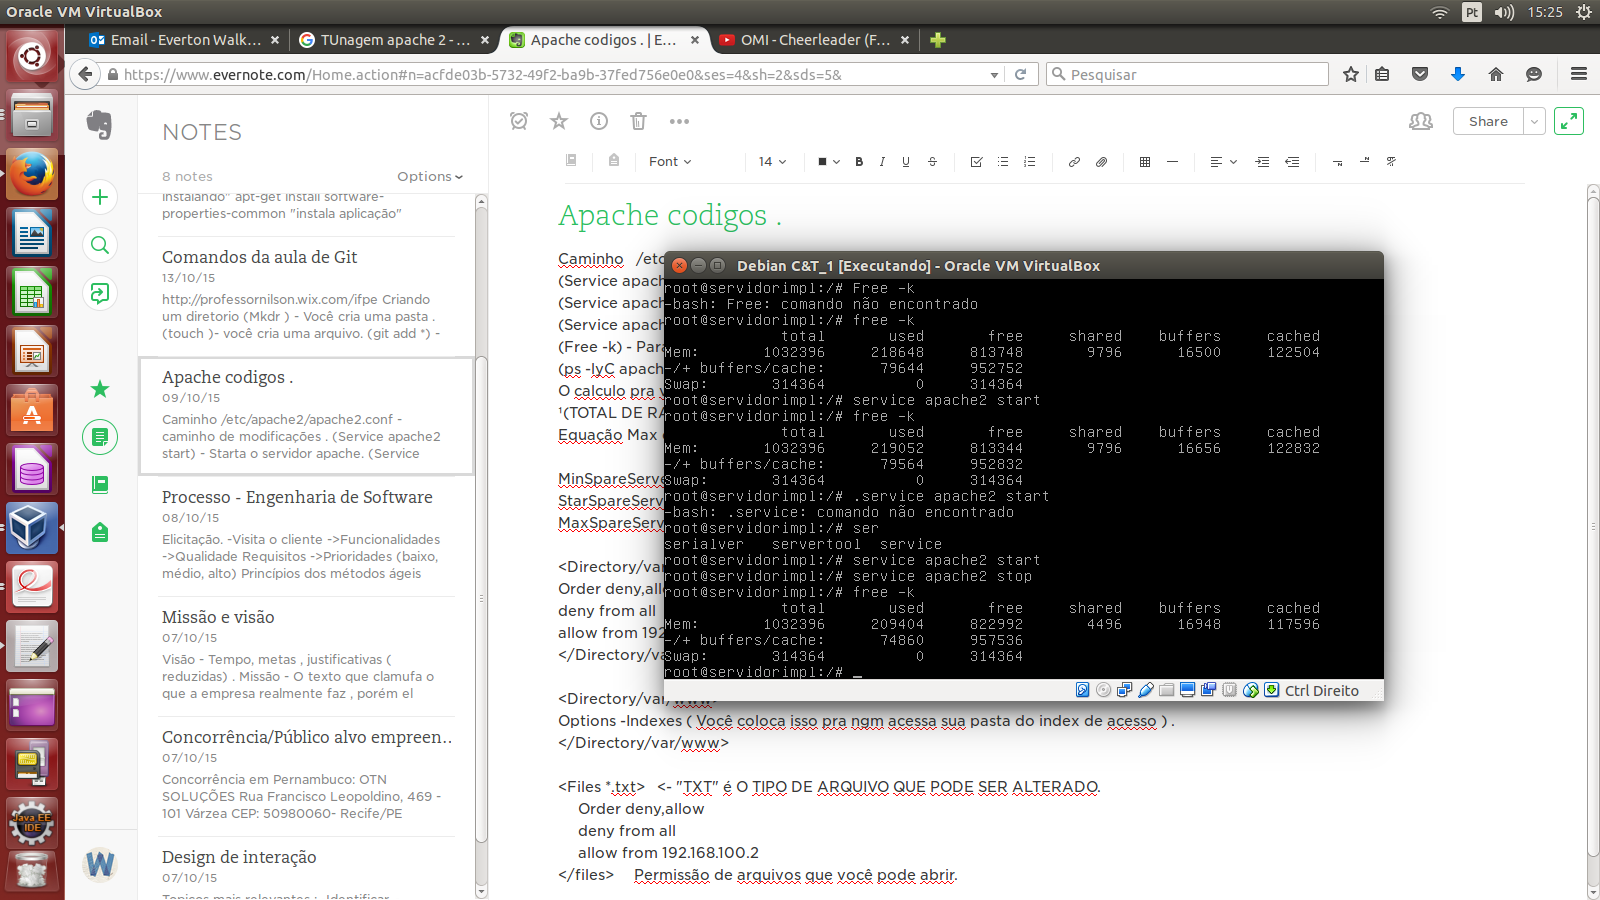 Oracle VM VirtualBox
Pt
15:25
Email - Everton Walk...
TUnagem apache 2 - ...
Apache codigos . | E...
OMI - Cheerleader (F...
https://www.evernote.com/Home.action#n=acfde03b-5732-49f2-ba9b-37fed756e0e0&ses=4&sh=2&sds=5&
Pesquisar
NOTES
8 notes
Options
instalando" apt-get install software-
properties-common "instala aplicação"
Comandos da aula de Git
13/10/15
http://professornilson.wix.com/ifpe Criando
um diretorio (Mkdr ) - Você cria uma pasta .
(touch )- você cria uma arquivo. (git add *) -
Apache codigos .
09/10/15
Caminho /etc/apache2/apache2.conf -
caminho de modificações . (Service apache2
start) - Starta o servidor apache. (Service
Processo - Engenharia de Software
08/10/15
Elicitação. -Visita o cliente ->Funcionalidades
->Qualidade Requisitos ->Prioridades (baixo,
médio, alto) Princípios dos métodos ágeis
Missão e visão
07/10/15
Visão - Tempo, metas , justificativas (
reduzidas) . Missão - O texto que clamufa o
que a empresa realmente faz , porém el
Concorrência/Público alvo empreen..
07/10/15
Concorrência em Pernambuco: OTN
SOLUÇÕES Rua Francisco Leopoldino, 469 -
101 Várzea CEP: 50980060- Recife/PE
Design de interação
07/10/15
Topicos mais relevantes : Identificar
Java EE
IDE
W
Share
Font
14
B I U S
Apache codigos .
Caminho /etc
(Service apach
(Service apach
(Service apach
(Free -k) - Para
(ps -lyC apach
O calculo pra v
¹(TOTAL DE RA
Equação Max
MinSpareServe
StarSpareServ
MaxSpareServ
<Directory/var
Order deny,allo
deny from all
allow from 192
</Directory/va
<Directory/var/www>
Options -Indexes ( Você coloca isso pra ngm acessa sua pasta do index de acesso ) .
</Directory/var/www>
<Files *.txt> <- "TXT" é O TIPO DE ARQUIVO QUE PODE SER ALTERADO.
Order deny,allow
deny from all
allow from 192.168.100.2
</files> Permissão de arquivos que você pode abrir.
Debian C&T_1 [Executando] - Oracle VM VirtualBox
root@servidorimpl:/# Free -k
-bash: Free: comando não encontrado
root@servidorimpl:/# free -k
total used free shared buffers cached
Mem: 1032396 218648 813748 9796 16500 122504
-/+ buffers/cache: 79644 952752
Swap: 314364 0 314364
root@servidorimpl:/# service apache2 start
root@servidorimpl:/# free -k
total used free shared buffers cached
Mem: 1032396 219052 813344 9796 16656 122832
-/+ buffers/cache: 79564 952832
Swap: 314364 0 314364
root@servidorimpl:/# .service apache2 start
-bash: .service: comando não encontrado
root@servidorimpl:/# ser
serialver servertool service
root@servidorimpl:/# service apache2 start
root@servidorimpl:/# service apache2 stop
root@servidorimpl:/# free -k
total used free shared buffers cached
Mem: 1032396 209404 822992 4496 16948 117596
-/+ buffers/cache: 74860 957536
Swap: 314364 0 314364
root@servidorimpl:/# _
Ctrl Direito